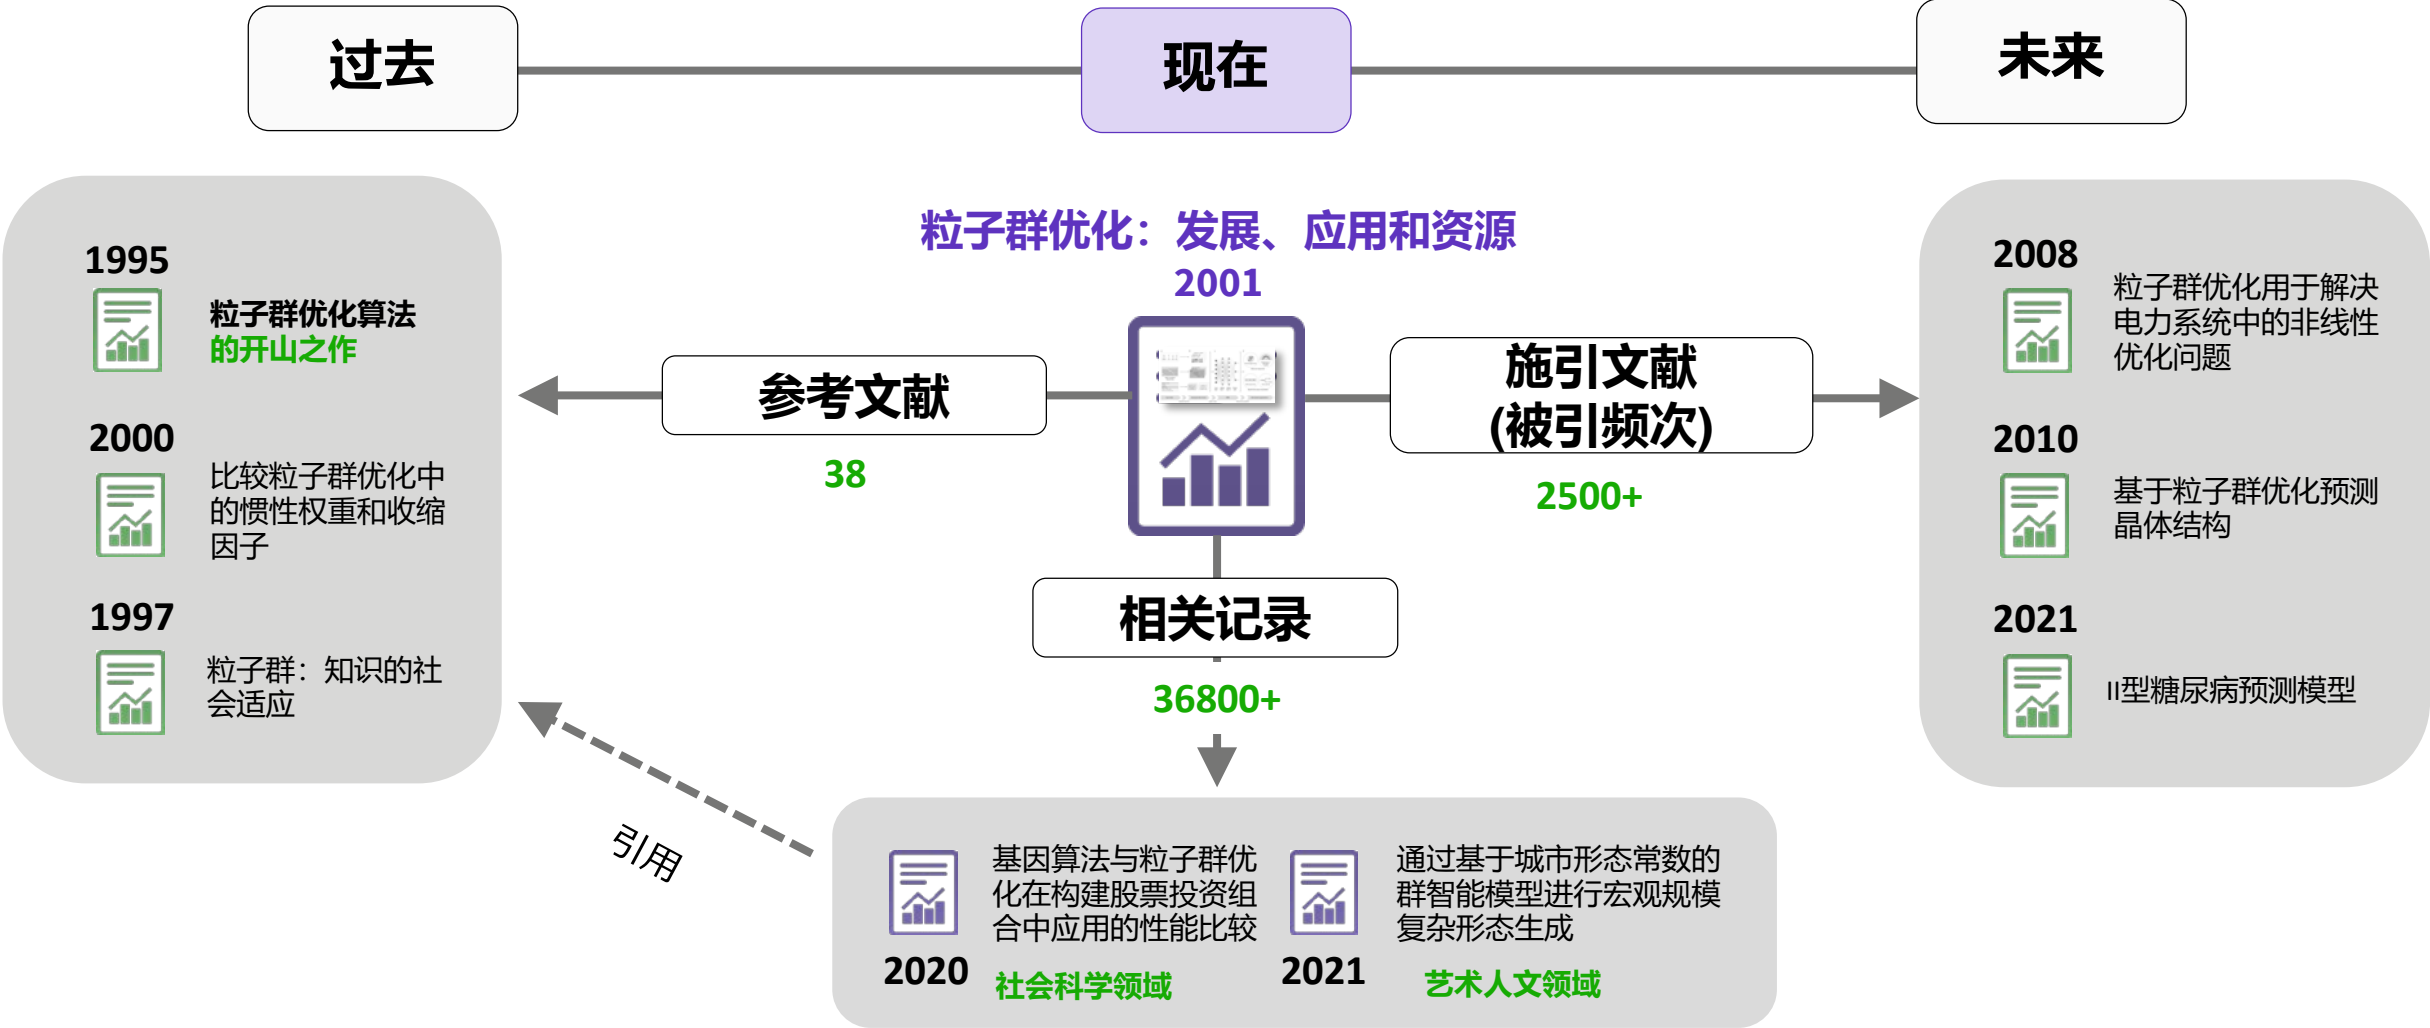 过去
现在
未来
粒子群优化：发展、应用和资源
2001
1995
粒子群优化算法
的开山之作
2000
比较粒子群优化中
的惯性权重和收缩
因子
1997
粒子群：知识的社
会适应
参考文献
38
施引文献
(被引频次)
2500+
相关记录
36800+
2008
粒子群优化用于解决
电力系统中的非线性
优化问题
2010
基于粒子群优化预测
晶体结构
2021
II型糖尿病预测模型
引用
基因算法与粒子群优
化在构建股票投资组
合中应用的性能比较
2020
社会科学领域
通过基于城市形态常数的
群智能模型进行宏观规模
复杂形态生成
2021
艺术人文领域